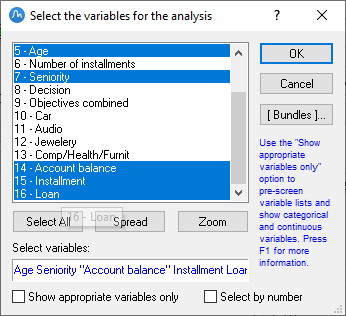 Select the variables for the analysis
5 - Age
6 - Number of installments
7 - Seniority
8 - Decision
9 - Objectives combined
10 - Car
11 - Audio
12 - Jewelery
13 - Comp/Health/Furnit
14 - Account balance
15 - Installment
16 - Loan
OK
Cancel
[ Bundles ]...
Use the "Show
appropriate
variables only"
option to
pre-screen
variable lists and
show categorical
and continuous
variables. Press
F1 for more
information.
Select All
16 - Loan
Spread
Zoom
Select variables:
Age Seniority "Account balance" Installment Loan
Show appropriate variables only
Select by number